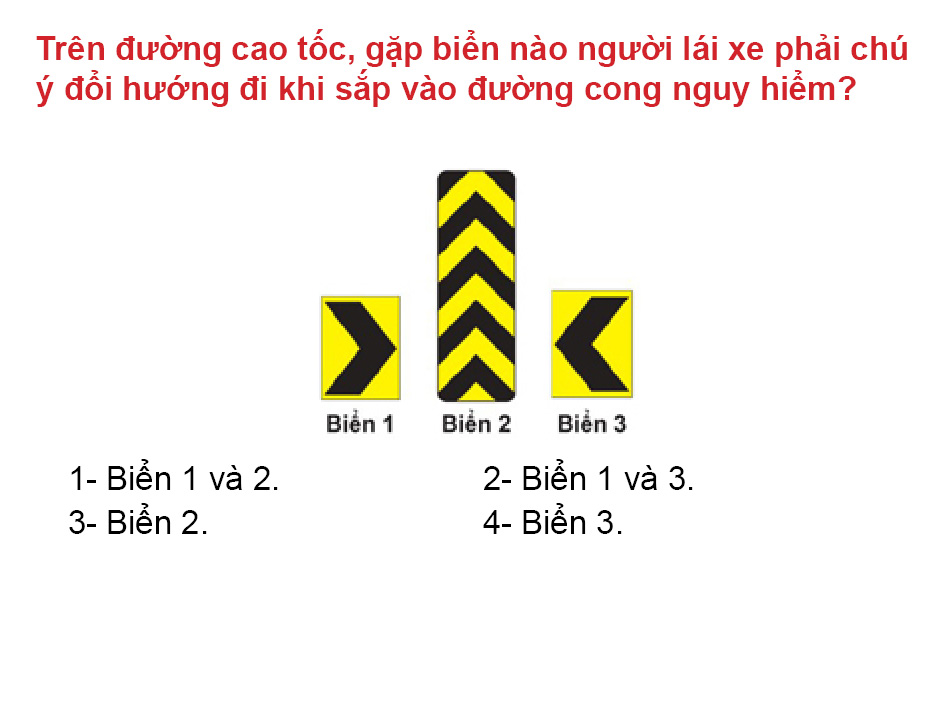 Trên đường cao tốc, gặp biển nào người lái xe phải chú
ý đổi hướng đi khi sắp vào đường cong nguy hiểm?
Biển 1 Biển 2 Biển 3
1- Biển 1 và 2. 2- Biển 1 và 3.
3- Biển 2. 4- Biển 3.